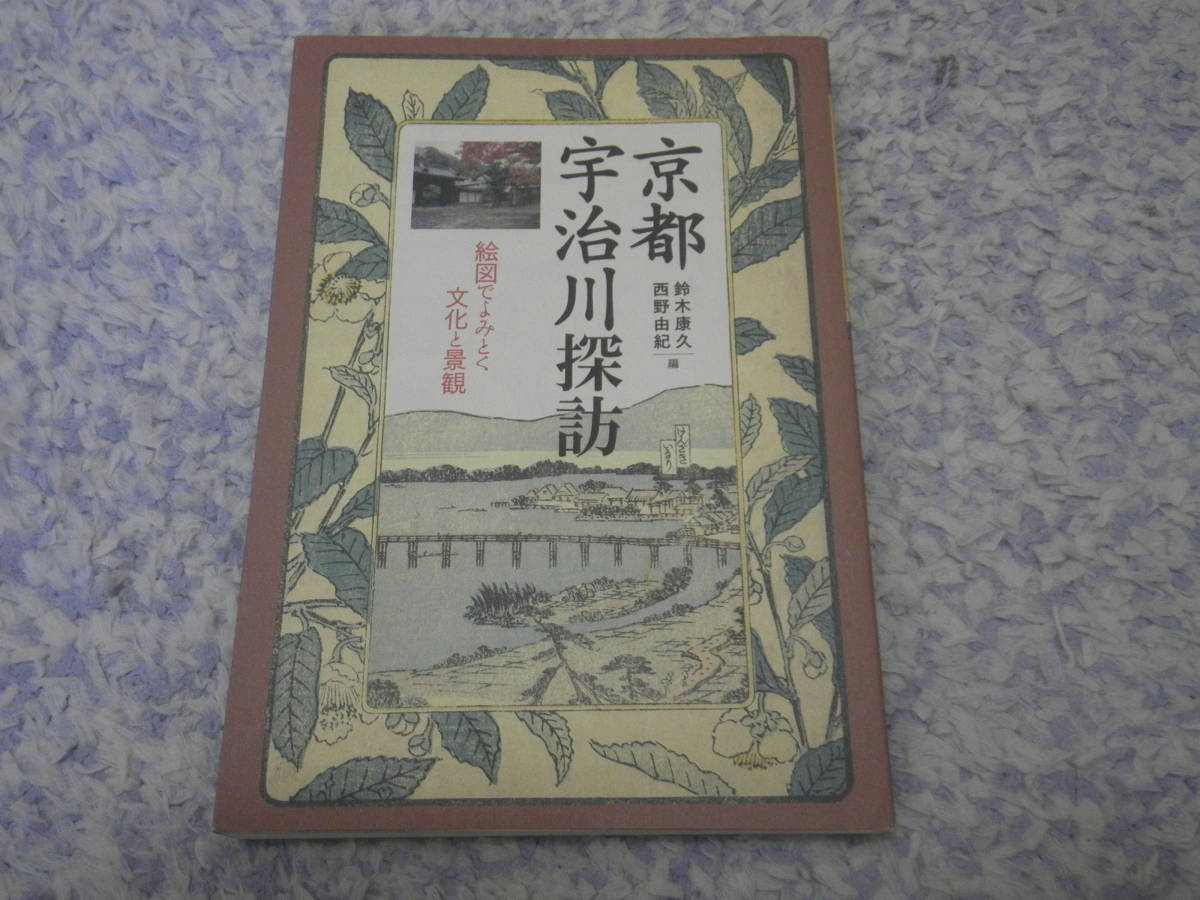 京都
宇治川探訪
鈴木康久
西野由紀
編
絵図でよみとく
文化と景観